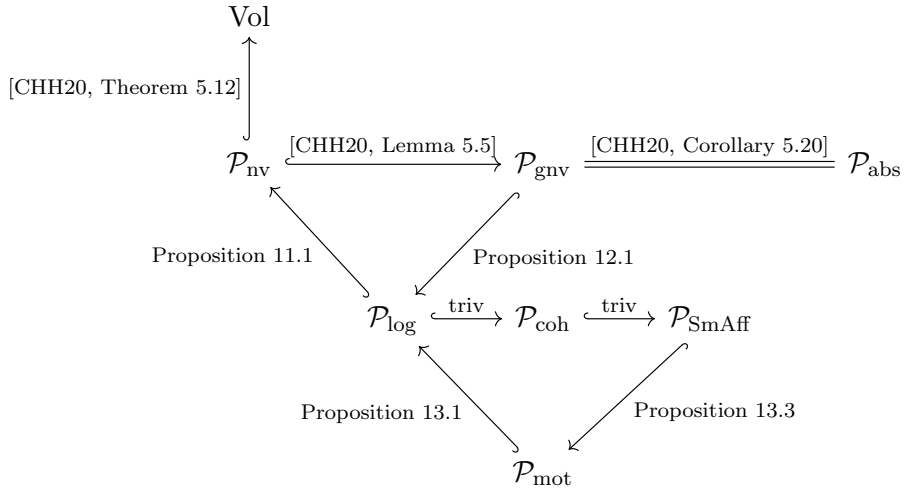 Vol
[CHH20, Theorem 5.12]
[CHH20, Lemma 5.5] [CHH20, Corollary 5.20]
𝒫nv 𝒫gnv 𝒫abs
Proposition 11.1 Proposition 12.1
triv triv
𝒫log 𝒫coh 𝒫SmAff
Proposition 13.1 Proposition 13.3
𝒫mot